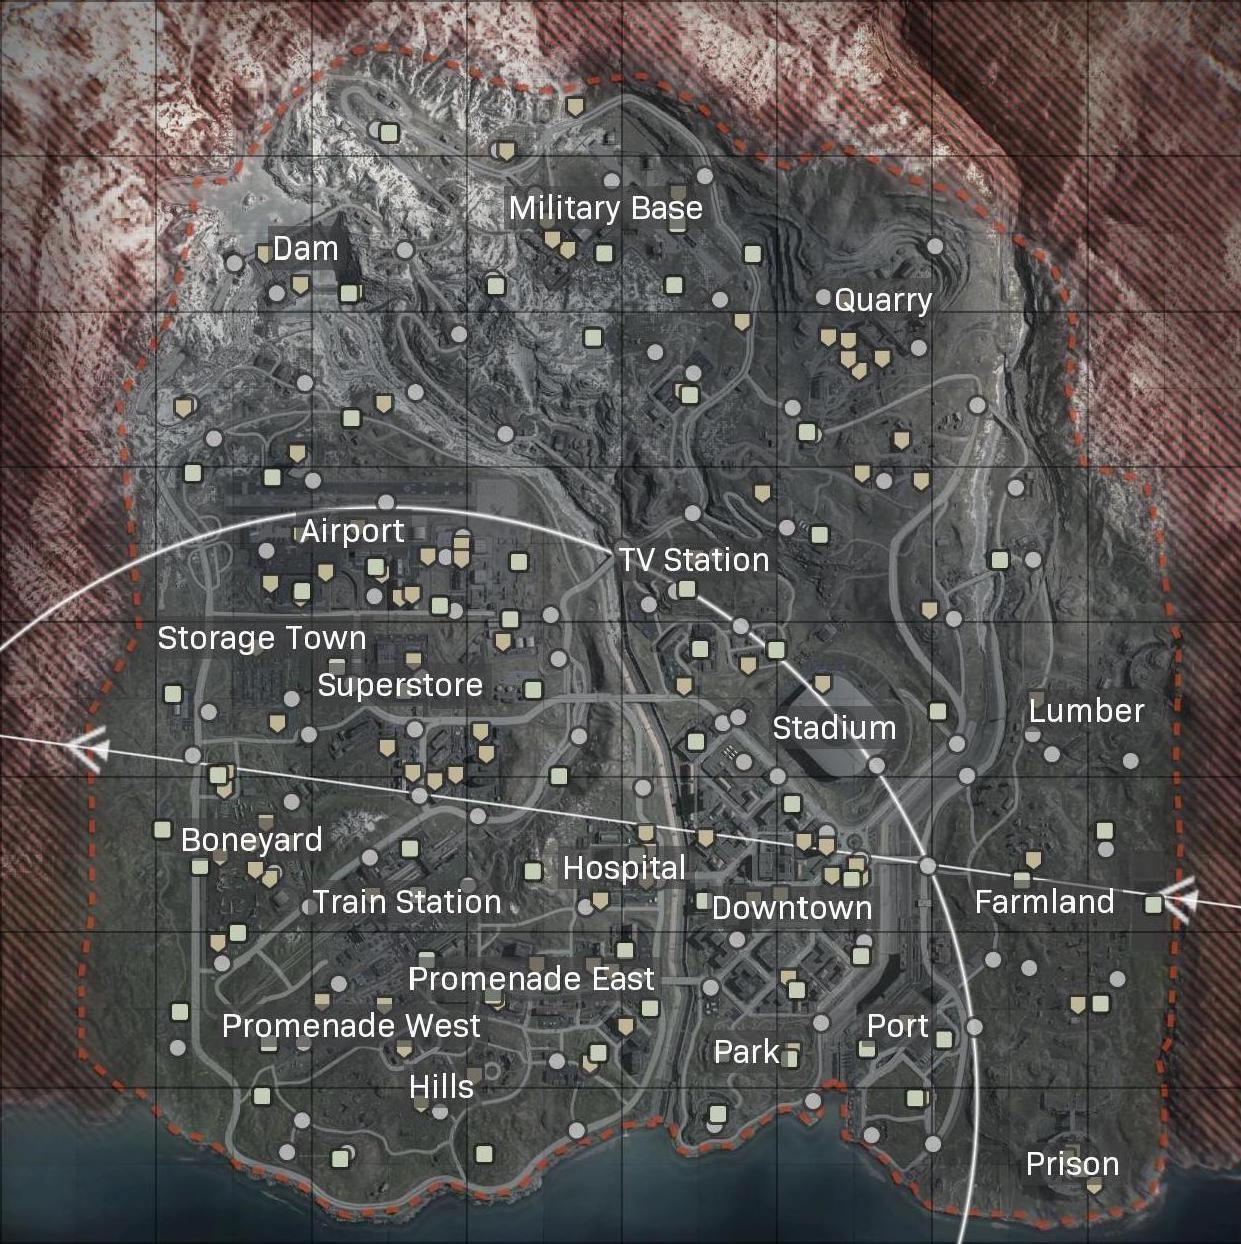 Military Base
Dam
Quarry
Airport
TV Station
Storage Town
Superstore
Lumber
Stadium
Boneyard
Hospital
Train Station
Downtown
Farmland
Promenade East
Promenade West
Port
Park
Hills
Prison